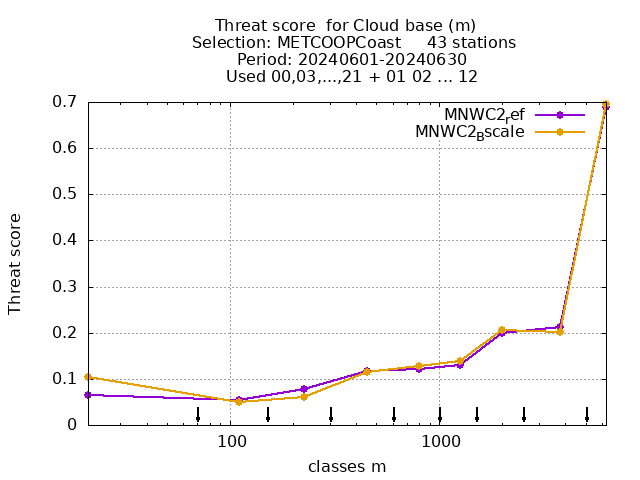 Threat score  for Cloud base (m)
Selection: METCOOPCoast     43 stations
Period: 20240601-20240630
Used 00,03,...,21 + 01 02 ... 12
MNWC2ref
MNWC2Bscale
0.7
0.6
0.5
0.4
0.3
0.2
0.1
0
Threat score
100
1000
classes m